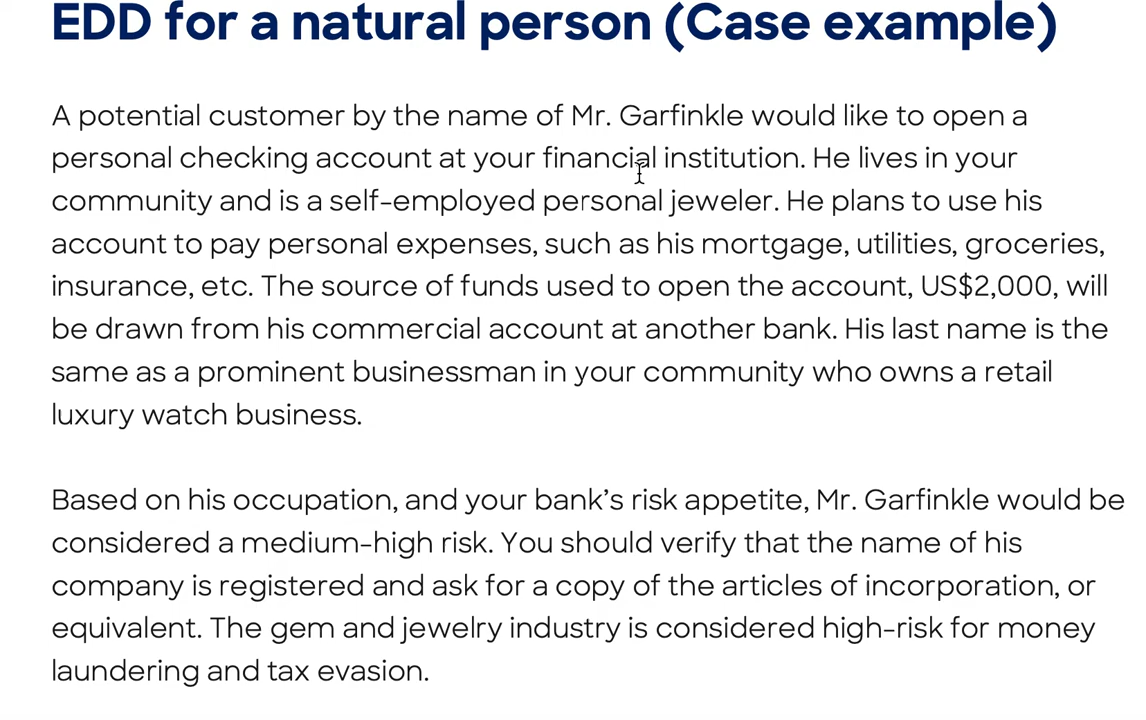 EDD for a natural person (Case example)
A potential customer by the name of Mr. Garfinkle would like to open a
personal checking account at your financial institution. He lives in your
community and is a self-employed personal jeweler. He plans to use his
account to pay personal expenses, such as his mortgage, utilities, groceries,
insurance, etc. The source of funds used to open the account, US$2,000, will
be drawn from his commercial account at another bank. His last name is the
same as a prominent businessman in your community who owns a retail
luxury watch business.
Based on his occupation, and your bank’s risk appetite, Mr. Garfinkle would be
considered a medium-high risk. You should verify that the name of his
company is registered and ask for a copy of the articles of incorporation, or
equivalent. The gem and jewelry industry is considered high-risk for money
laundering and tax evasion.